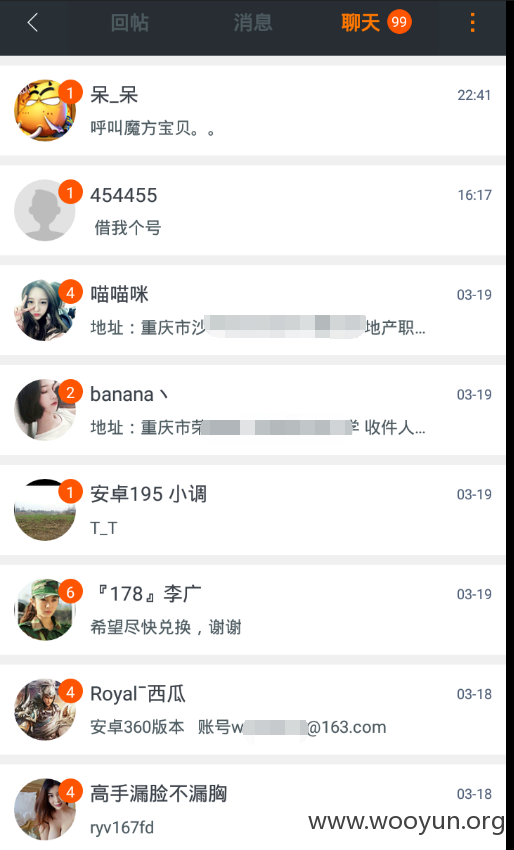 回帖 消息 聊天 99
1 呆_呆 22:41
呼叫魔方宝贝。。
1 454455 16:17
借我个号
4 喵喵咪 03-19
地址：重庆市沙 地产职...
2 banana丶 03-19
地址：重庆市荣 学 收件人...
1 安卓195 小调 03-19
T_T
6 『178』李广 03-19
希望尽快兑换，谢谢
4 Royal¯西瓜 03-18
安卓360版本 账号w @163.com
4 高手漏脸不漏胸 03-18
ryv167fd
www.wooyun.org